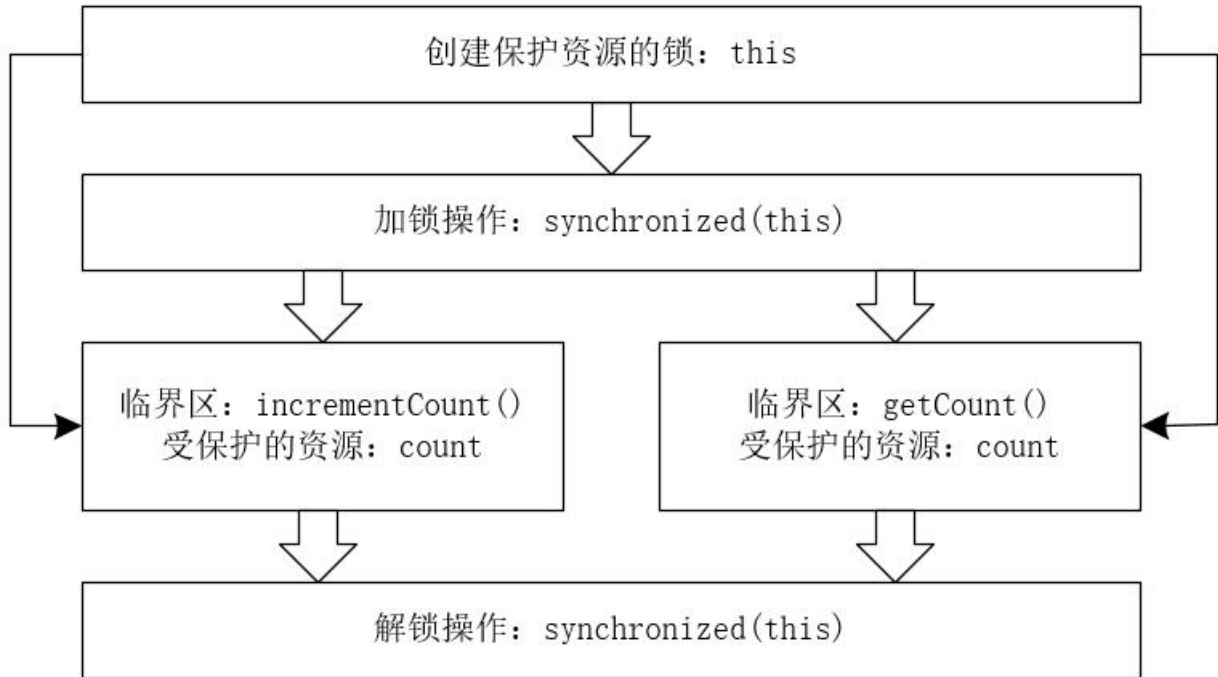 创建保护资源的锁：this
加锁操作：synchronized(this)
临界区：incrementCount()
受保护的资源：count
临界区：getCount()
受保护的资源：count
解锁操作：synchronized(this)